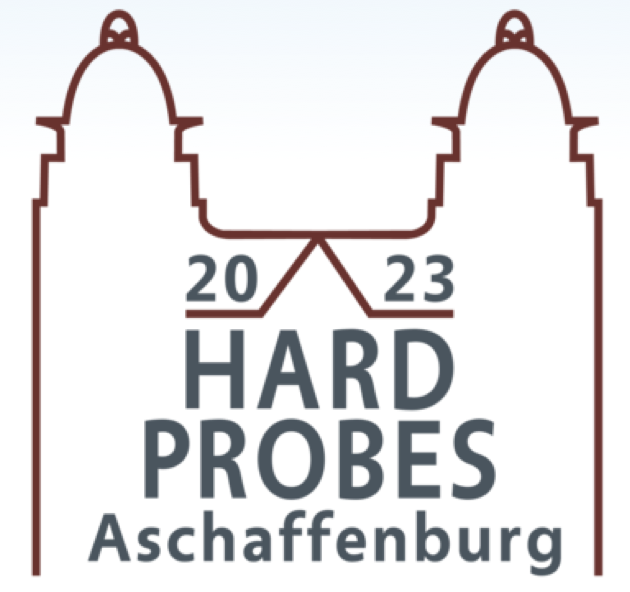 20 23
HARD
PROBES
Aschaffenburg